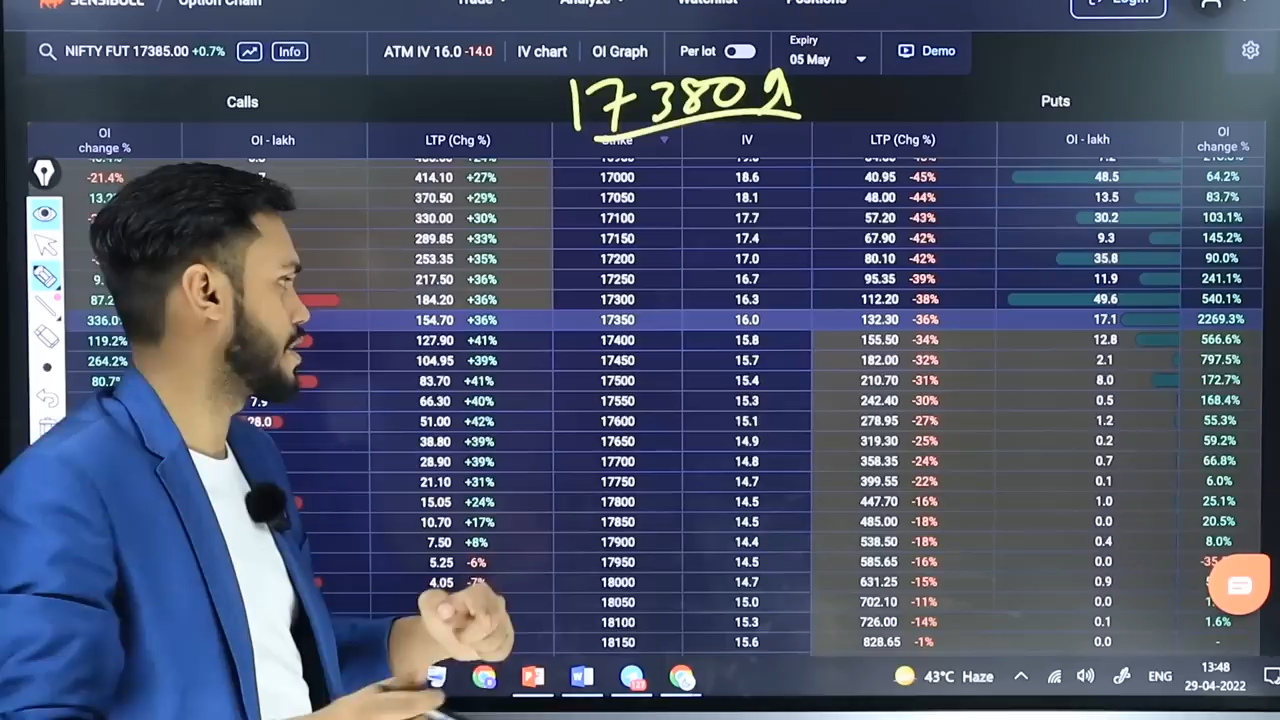 SENSIBULL Option Chain Trade Analyze Watchlist Positions Login
NIFTY FUT 17385.00 +0.7% Info ATM IV 16.0 -14.0 IV chart OI Graph Per lot Expiry 05 May Demo
17380
Calls Puts
OI change % OI - lakh LTP (Chg %) Strike IV LTP (Chg %) OI - lakh OI change %
-21.4% 414.10 +27% 17000 18.6 40.95 -45% 48.5 64.2%
370.50 +29% 17050 18.1 48.00 -44% 13.5 83.7%
330.00 +30% 17100 17.7 57.20 -43% 30.2 103.1%
289.85 +33% 17150 17.4 67.90 -42% 9.3 145.2%
253.35 +35% 17200 17.0 80.10 -42% 35.8 90.0%
217.50 +36% 17250 16.7 95.35 -39% 11.9 241.1%
184.20 +36% 17300 16.3 112.20 -38% 49.6 540.1%
154.70 +36% 17350 16.0 132.30 -36% 17.1 2269.3%
119.2% 127.90 +41% 17400 15.8 155.50 -34% 12.8 566.6%
264.2% 104.95 +39% 17450 15.7 182.00 -32% 2.1 797.5%
83.70 +41% 17500 15.4 210.70 -31% 8.0 172.7%
7.9 66.30 +40% 17550 15.3 242.40 -30% 0.5 168.4%
28.0 51.00 +42% 17600 15.1 278.95 -27% 1.2 55.3%
38.80 +39% 17650 14.9 319.30 -25% 0.2 59.2%
28.90 +39% 17700 14.8 358.35 -24% 0.7 66.8%
21.10 +31% 17750 14.7 399.55 -22% 0.1 6.0%
15.05 +24% 17800 14.5 447.70 -16% 1.0 25.1%
10.70 +17% 17850 14.5 485.00 -18% 0.0 20.5%
7.50 +8% 17900 14.4 538.50 -18% 0.4 8.0%
5.25 -6% 17950 14.5 585.65 -16% 0.0
4.05 -7% 18000 14.7 631.25 -15% 0.9
18050 15.0 702.10 -11% 0.0
18100 15.3 726.00 -14% 0.1 1.6%
18150 15.6 828.65 -1% 0.0 -
43°C Haze ENG 13:48
29-04-2022